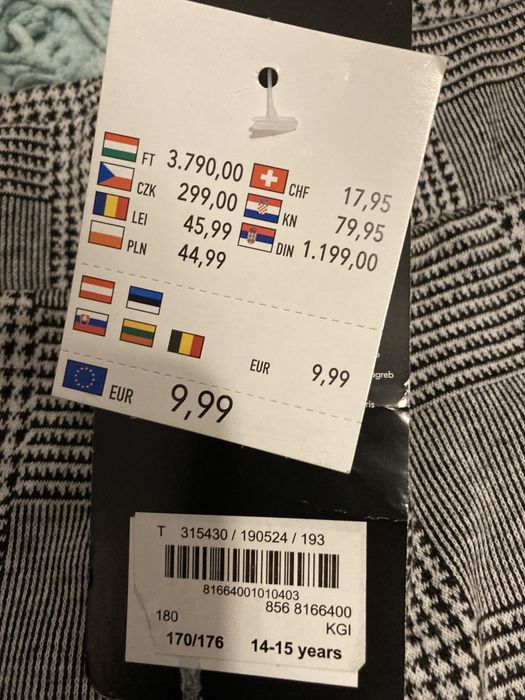 FT 3.790,00 CHF 17,95
CZK 299,00 KN 79,95
LEI 45,99 DIN 1.199,00
PLN 44,99
EUR 9,99
EUR 9,99
agreb
ris
T 315430 / 190524 / 193
81664001010403
856 8166400
180 KGI
170/176 14-15 years